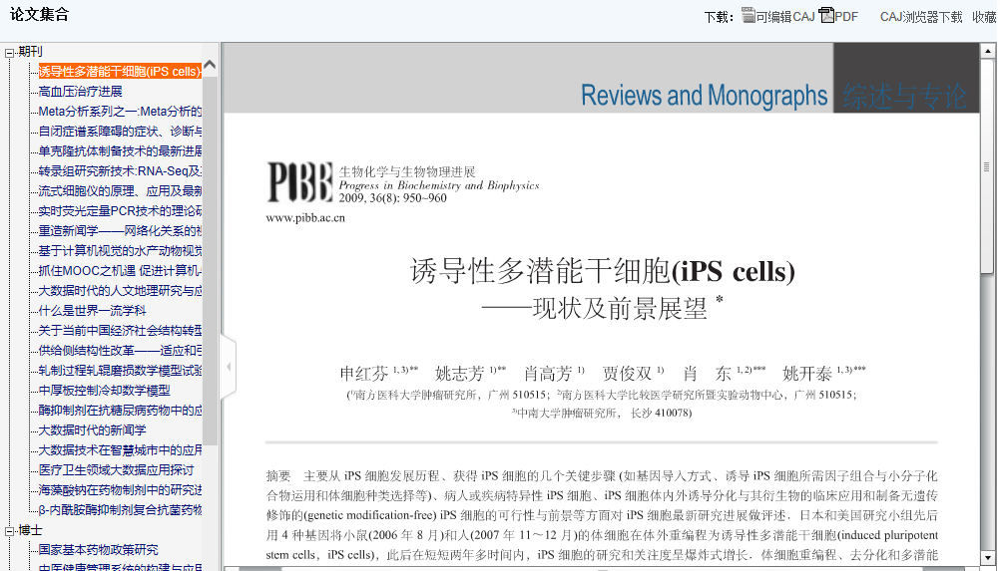 论文集合
下载： 可编辑CAJ PDF CAJ浏览器下载 收藏
期刊
诱导性多潜能干细胞(iPS cells)
高血压治疗进展
Meta分析系列之一:Meta分析的
自闭症谱系障碍的症状、诊断与
单克隆抗体制备技术的最新进展
转录组研究新技术:RNA-Seq及
流式细胞仪的原理、应用及最新
实时荧光定量PCR技术的理论研
重造新闻学——网络化关系的视
基于计算机视觉的水产动物视觉
抓住MOOC之机遇 促进计算机
大数据时代的人文地理研究与应
什么是世界一流学科
关于当前中国经济社会结构转型
供给侧结构性改革——适应和引
轧制过程轧辊磨损数学模型试验
中厚板控制冷却数学模型
酶抑制剂在抗糖尿病药物中的应
大数据时代的新闻学
大数据技术在智慧城市中的应用
医疗卫生领域大数据应用探讨
海藻酸钠在药物制剂中的研究进
β-内酰胺酶抑制剂复合抗菌药物
博士
国家基本药物政策研究
中医健康管理系统的构建与应用
Reviews and Monographs 综述与专论
PIBB
生物化学与生物物理进展
Progress in Biochemistry and Biophysics
2009, 36(8): 950~960
www.pibb.ac.cn
诱导性多潜能干细胞(iPS cells)
——现状及前景展望 *
申红芬 1,3)** 姚志芳 1)** 肖高芳 1) 贾俊双 1) 肖 东 1,2)*** 姚开泰 1,3)***
(1)南方医科大学肿瘤研究所，广州 510515；2)南方医科大学比较医学研究所暨实验动物中心，广州 510515；
3)中南大学肿瘤研究所，长沙 410078)
摘要 主要从 iPS 细胞发展历程、获得 iPS 细胞的几个关键步骤 (如基因导入方式、诱导 iPS 细胞所需因子组合与小分子化
合物运用和体细胞种类选择等)、病人或疾病特异性 iPS 细胞、iPS 细胞体内外诱导分化与其衍生物的临床应用和制备无遗传
修饰的(genetic modification-free) iPS 细胞的可行性与前景等方面对 iPS 细胞最新研究进展做评述．日本和美国研究小组先后
用 4 种基因将小鼠(2006 年 8 月)和人(2007 年 11～12 月)的体细胞在体外重编程为诱导性多潜能干细胞(induced pluripotent
stem cells，iPS cells)，此后在短短两年多时间内，iPS 细胞的研究和关注度呈爆炸式增长．体细胞重编程、去分化和多潜能